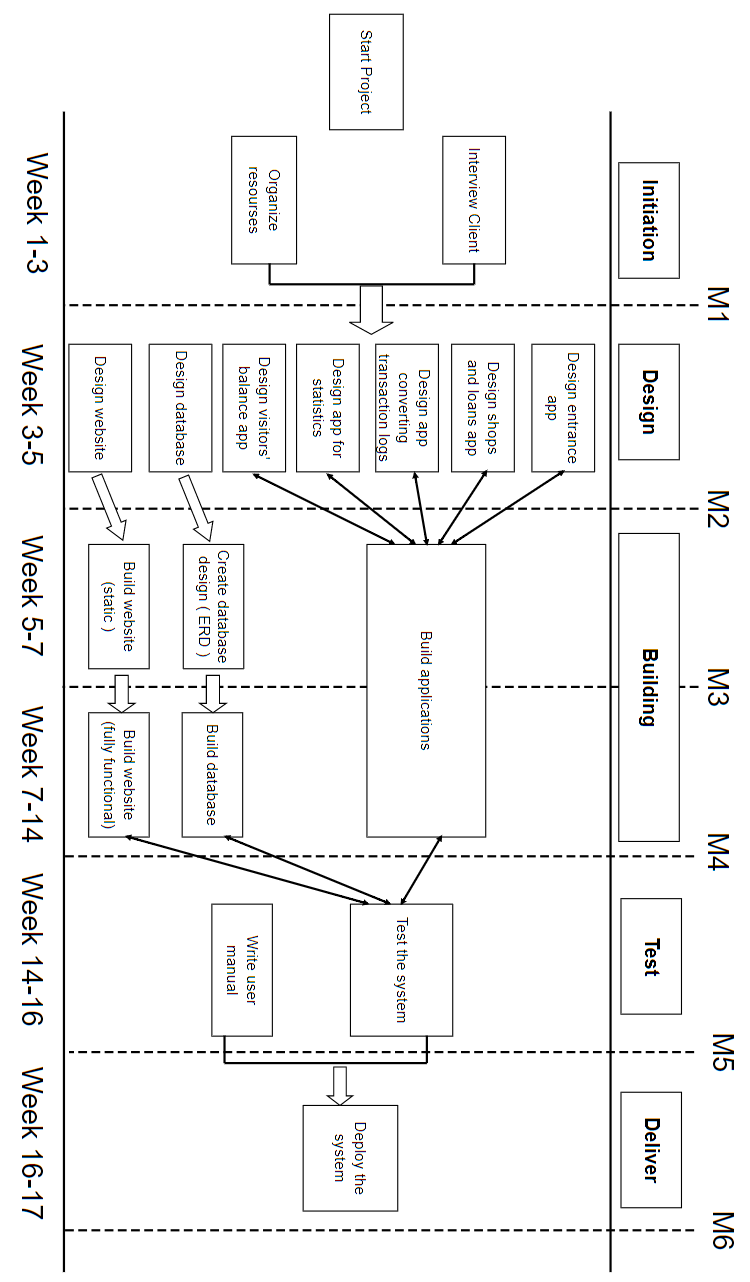 M1
M2
M3
M4
M5
M6
Initiation
Design
Building
Test
Deliver
Start Project
Interview Client
Organize
resourses
Design entrance
app
Design shops
and loans app
Design app
converting
transaction logs
Design app for
statistics
Design visitors'
balance app
Design database
Design website
Build applications
Create database
design ( ERD )
Build website
(static )
Build database
Build website
(fully functional)
Test the system
Write user
manual
Deploy the
system
Week 1-3
Week 3-5
Week 5-7
Week 7-14
Week 14-16
Week 16-17